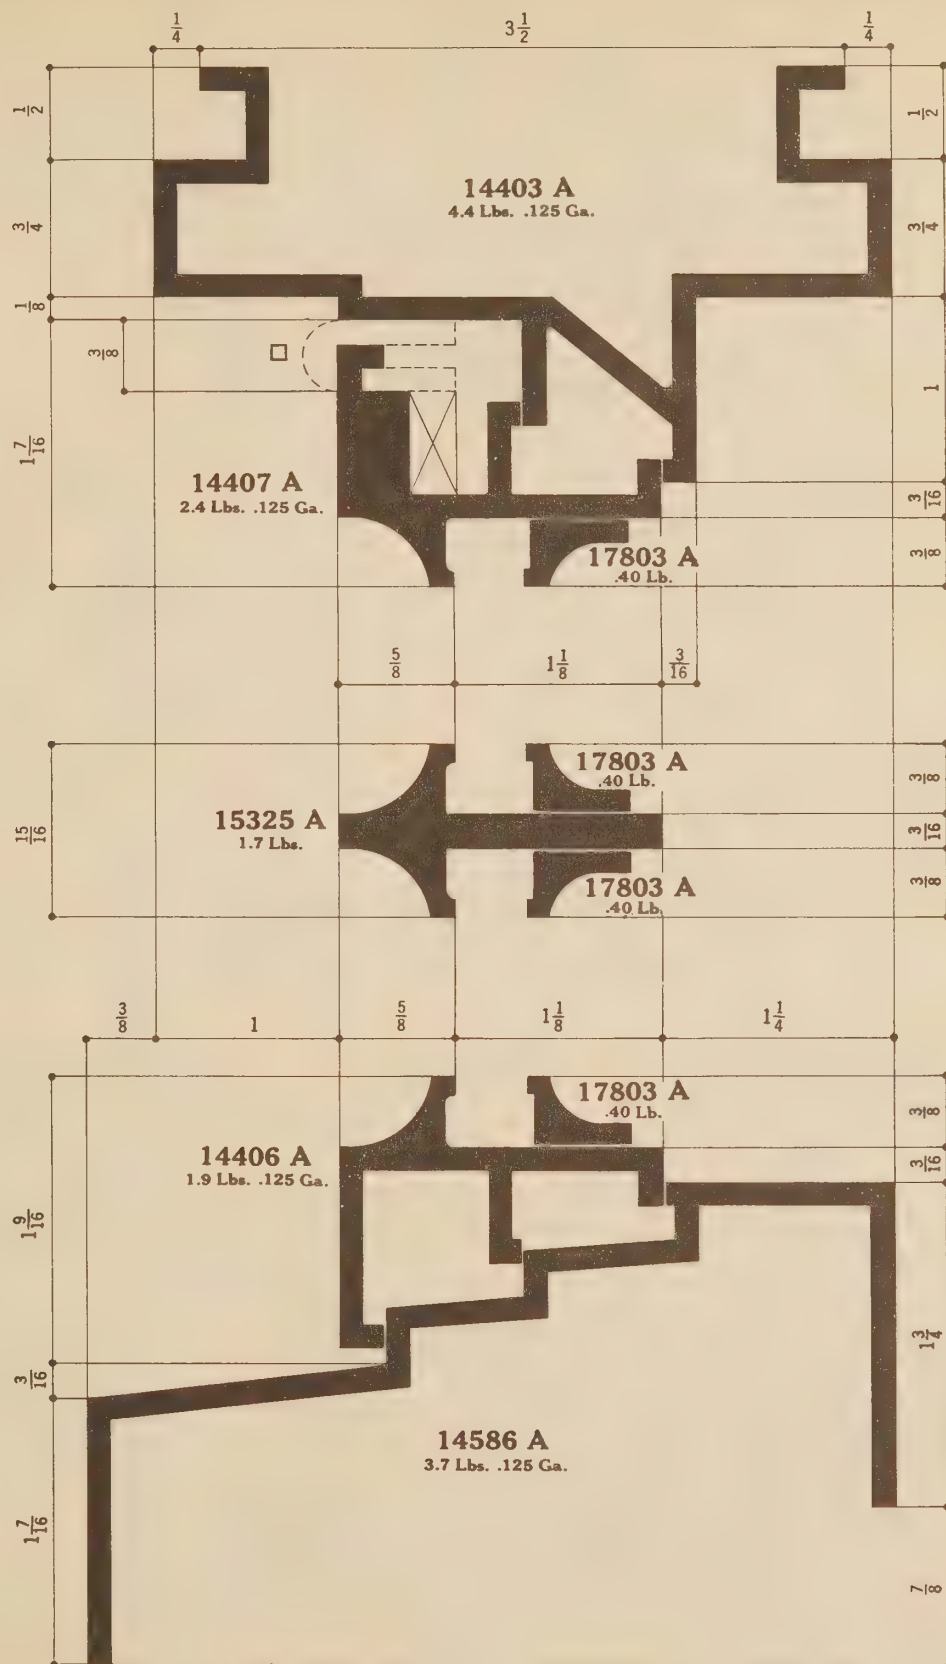 1/4 3 1/2 1/4
1/2 1/2
14403 A
4.4 Lbs. .125 Ga.
3/4 3/4
1/8
3/8 1
1 7/16
14407 A
2.4 Lbs. .125 Ga.
3/16
17803 A
.40 Lb.
3/8
5/8 1 1/8 3/16
17803 A
.40 Lb.
3/8
15325 A
1.7 Lbs.
15/16 3/16
17803 A
.40 Lb.
3/8
3/8 1 5/8 1 1/8 1 1/4
17803 A
.40 Lb.
3/8
14406 A
1.9 Lbs. .125 Ga.
3/16
1 9/16
1 3/4
3/16
14586 A
3.7 Lbs. .125 Ga.
1 7/16
7/8